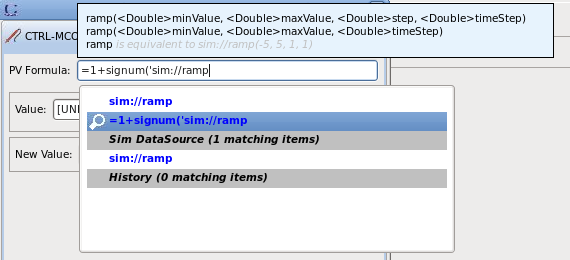 ramp(<Double>minValue, <Double>maxValue, <Double>step, <Double>timeStep)
ramp(<Double>minValue, <Double>maxValue, <Double>timeStep)
ramp is equivalent to sim://ramp(-5, 5, 1, 1)
CTRL-MCC
PV Formula: =1+signum('sim://ramp
sim://ramp
=1+signum('sim://ramp
Value: [UNI
Sim DataSource (1 matching items)
New Value: sim://ramp
History (0 matching items)